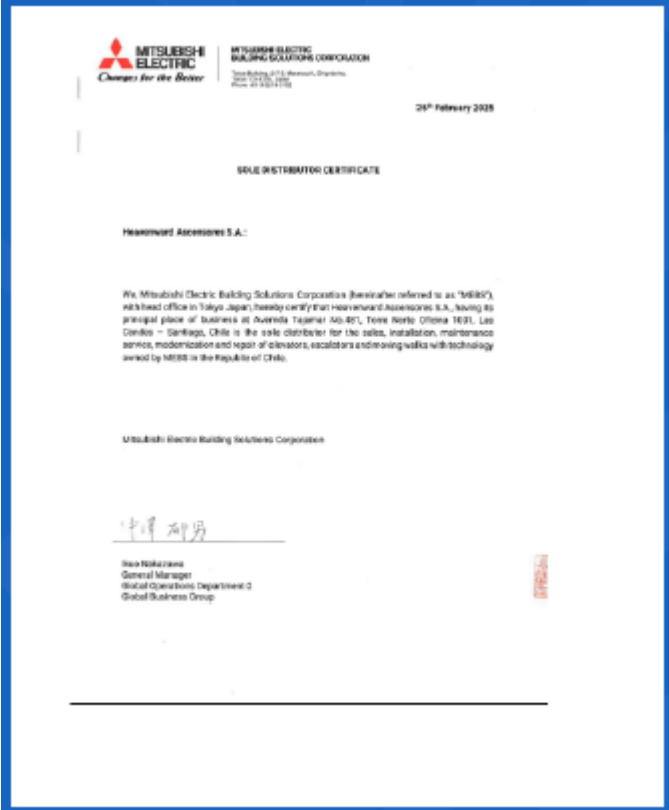 MITSUBISHI
ELECTRIC
Changes for the Better
MITSUBISHI ELECTRIC
BUILDING SOLUTIONS CORPORATION
26th February 2025
SOLE DISTRIBUTOR CERTIFICATE
Heavenward Ascensores S.A.:
We, Mitsubishi Electric Building Solutions Corporation (hereinafter referred to as "MEBS"),
with head office in Tokyo Japan, hereby certify that Heavenward Ascensores S.A., having its
principal place of business at Avenida Tajamar No.481, Torre Norte Oficina 1001, Las
Condes – Santiago, Chile is the sole distributor for the sales, installation, maintenance
service, modernization and repair of elevators, escalators and moving walks with technology
owned by MEBS in the Republic of Chile.
Mitsubishi Electric Building Solutions Corporation
Nakazawa
General Manager
Global Operations Department 2
Global Business Group